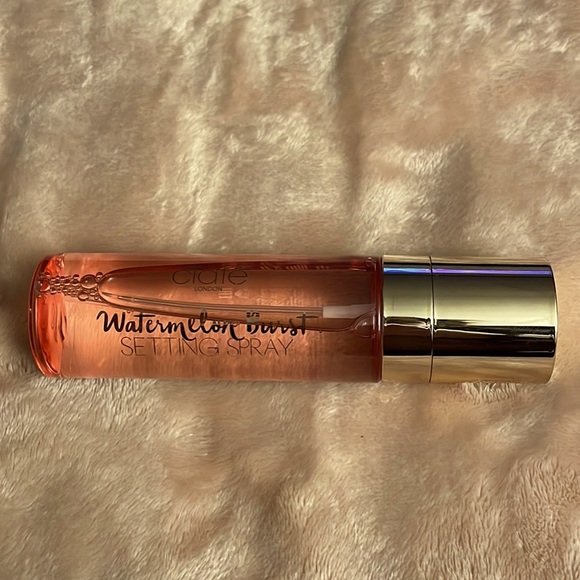 ciaté
LONDON
Watermelon burst
SETTING SPRAY